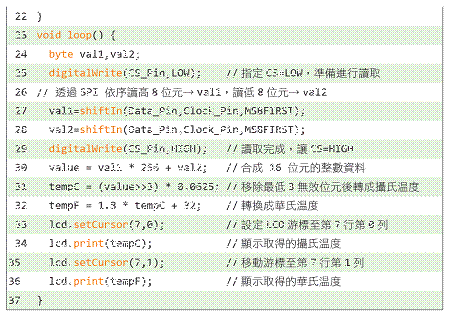 22 }
23 void loop() {
24 byte val1,val2;
25 digitalWrite(CS_Pin,LOW); // 指定 CS=LOW，準備進行讀取
26 // 透過 SPI 依序讀高 8 位元→ val1，讀低 8 位元→ val2
27 val1=shiftIn(Data_Pin,Clock_Pin,MSBFIRST);
28 val2=shiftIn(Data_Pin,Clock_Pin,MSBFIRST);
29 digitalWrite(CS_Pin,HIGH); // 讀取完成，讓 CS=HIGH
30 value = val1 * 256 + val2; // 合成 16 位元的整數資料
31 tempC = (value>>3) * 0.0625; // 移除最低 3 無效位元後轉成攝氏溫度
32 tempF = 1.8 * tempC + 32; // 轉換成華氏溫度
33 lcd.setCursor(7,0); // 設定 LCD 游標至第 7 行第 0 列
34 lcd.print(tempC); // 顯示取得的攝氏溫度
35 lcd.setCursor(7,1); // 移動游標至第 7 行第 1 列
36 lcd.print(tempF); // 顯示取得的華氏溫度
37 }